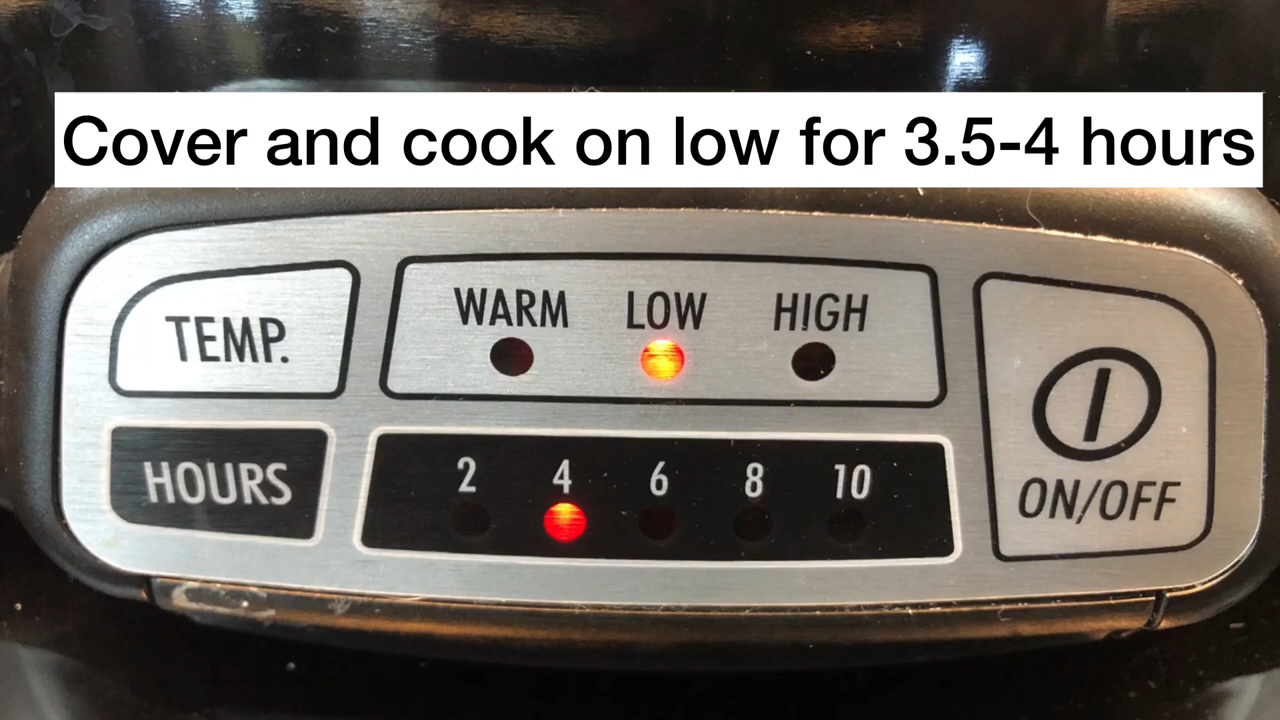 Cover and cook on low for 3.5-4 hours
TEMP.
WARM LOW HIGH
HOURS
2 4 6 8 10
ON/OFF